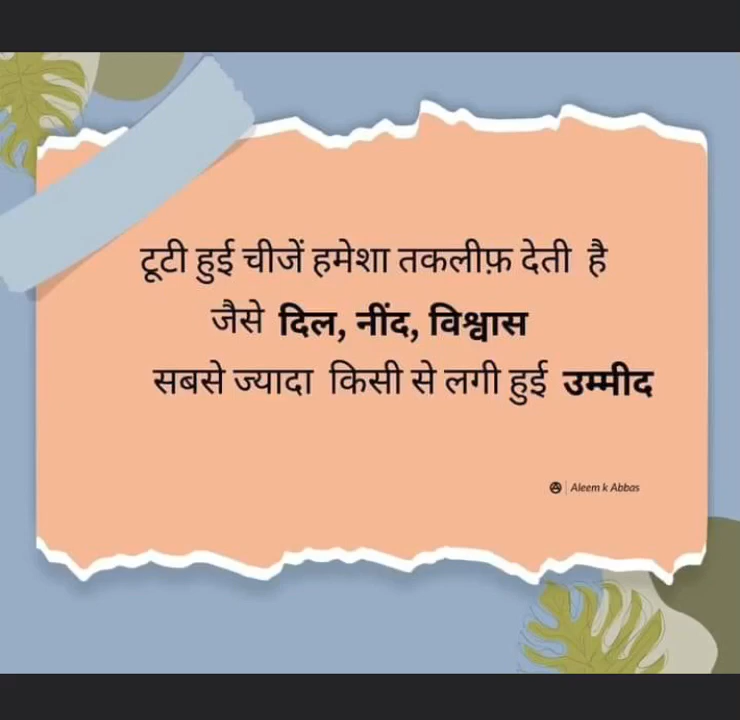 टूटी हुई चीजें हमेशा तकलीफ़ देती है
जैसे दिल, नींद, विश्वास
सबसे ज्यादा किसी से लगी हुई उम्मीद
Aleem k Abbas